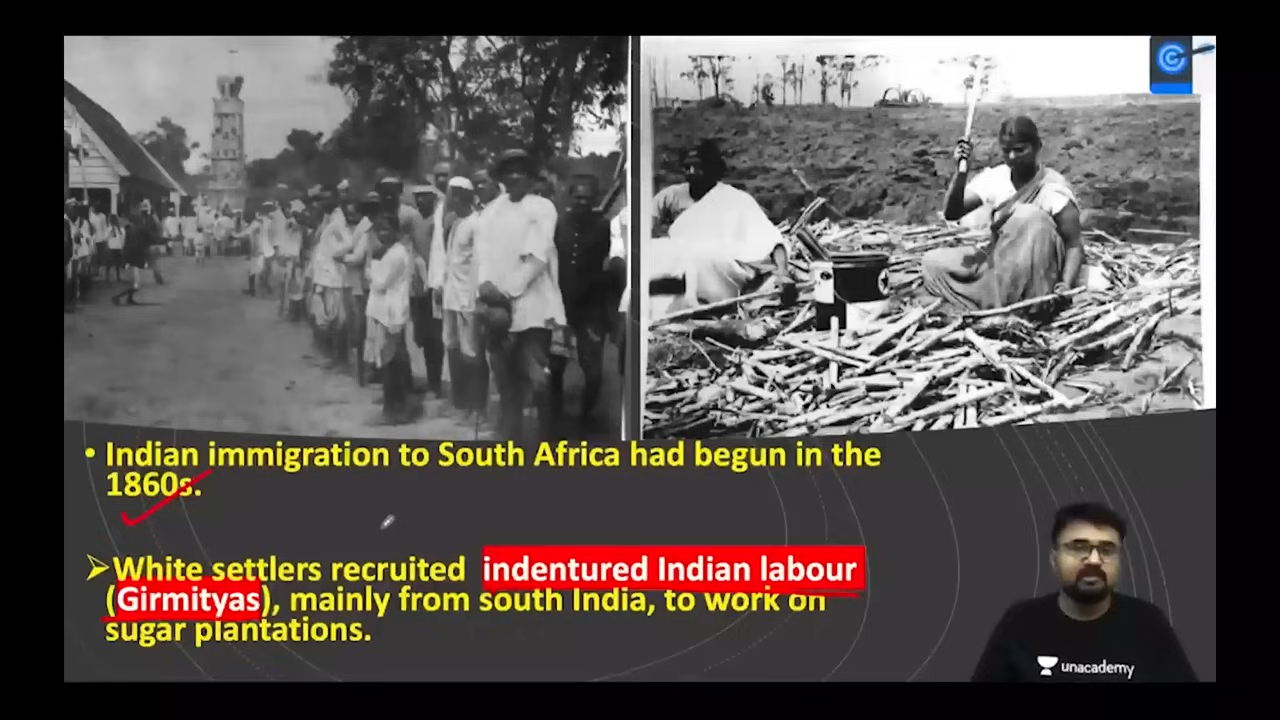 • Indian immigration to South Africa had begun in the
1860s.
➢White settlers recruited indentured Indian labour
(Girmityas), mainly from south India, to work on
sugar plantations.
unacademy